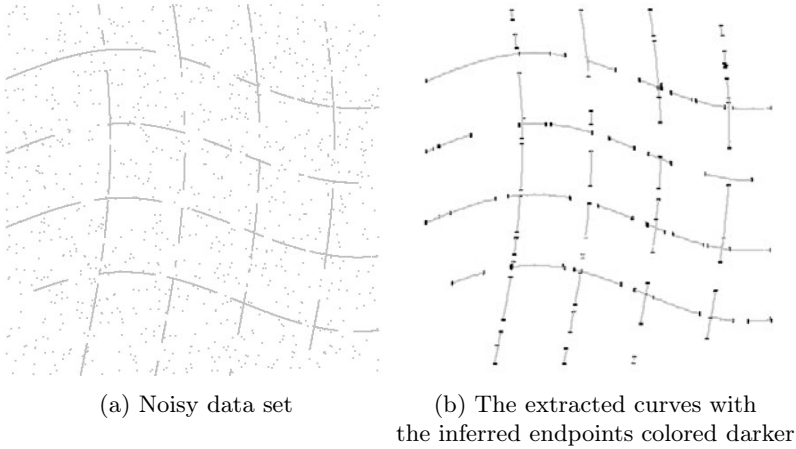 (a) Noisy data set
(b) The extracted curves with
the inferred endpoints colored darker